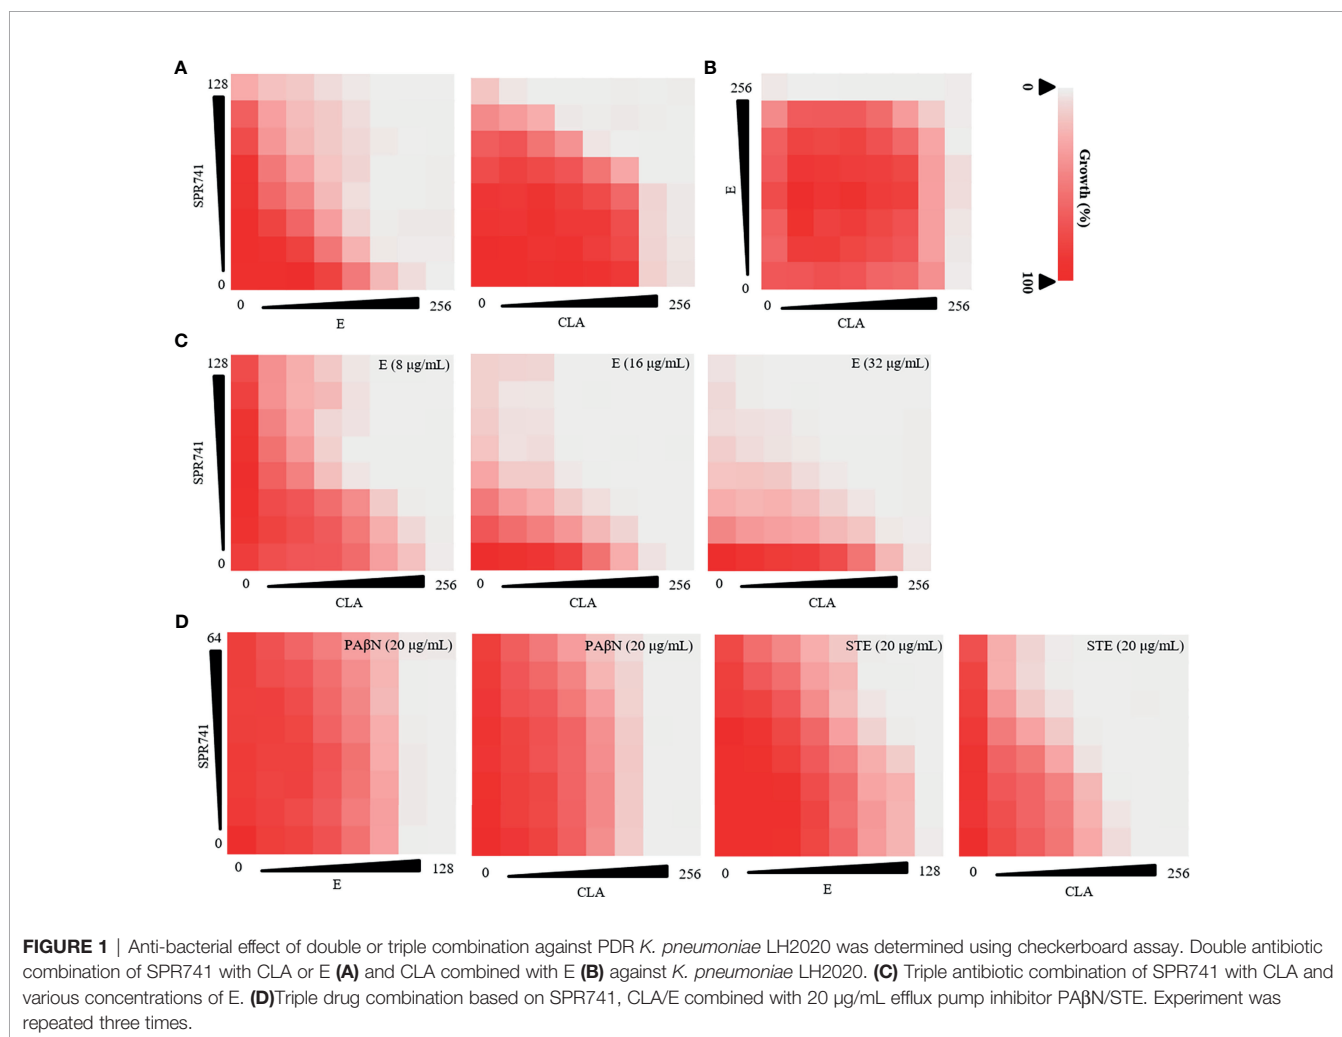 A
128
SPR741
0
0
256
E
0
256
CLA
B
256
E
0
0
256
CLA
0
Growth (%)
100
C
128
SPR741
0
E (8 μg/mL)
0
256
CLA
E (16 μg/mL)
0
256
CLA
E (32 μg/mL)
0
256
CLA
D
64
SPR741
0
PAβN (20 μg/mL)
0
128
E
PAβN (20 μg/mL)
0
256
CLA
STE (20 μg/mL)
0
128
E
STE (20 μg/mL)
0
256
CLA
FIGURE 1 | Anti-bacterial effect of double or triple combination against PDR K. pneumoniae LH2020 was determined using checkerboard assay. Double antibiotic
combination of SPR741 with CLA or E (A) and CLA combined with E (B) against K. pneumoniae LH2020. (C) Triple antibiotic combination of SPR741 with CLA and
various concentrations of E. (D)Triple drug combination based on SPR741, CLA/E combined with 20 μg/mL efflux pump inhibitor PAβN/STE. Experiment was
repeated three times.